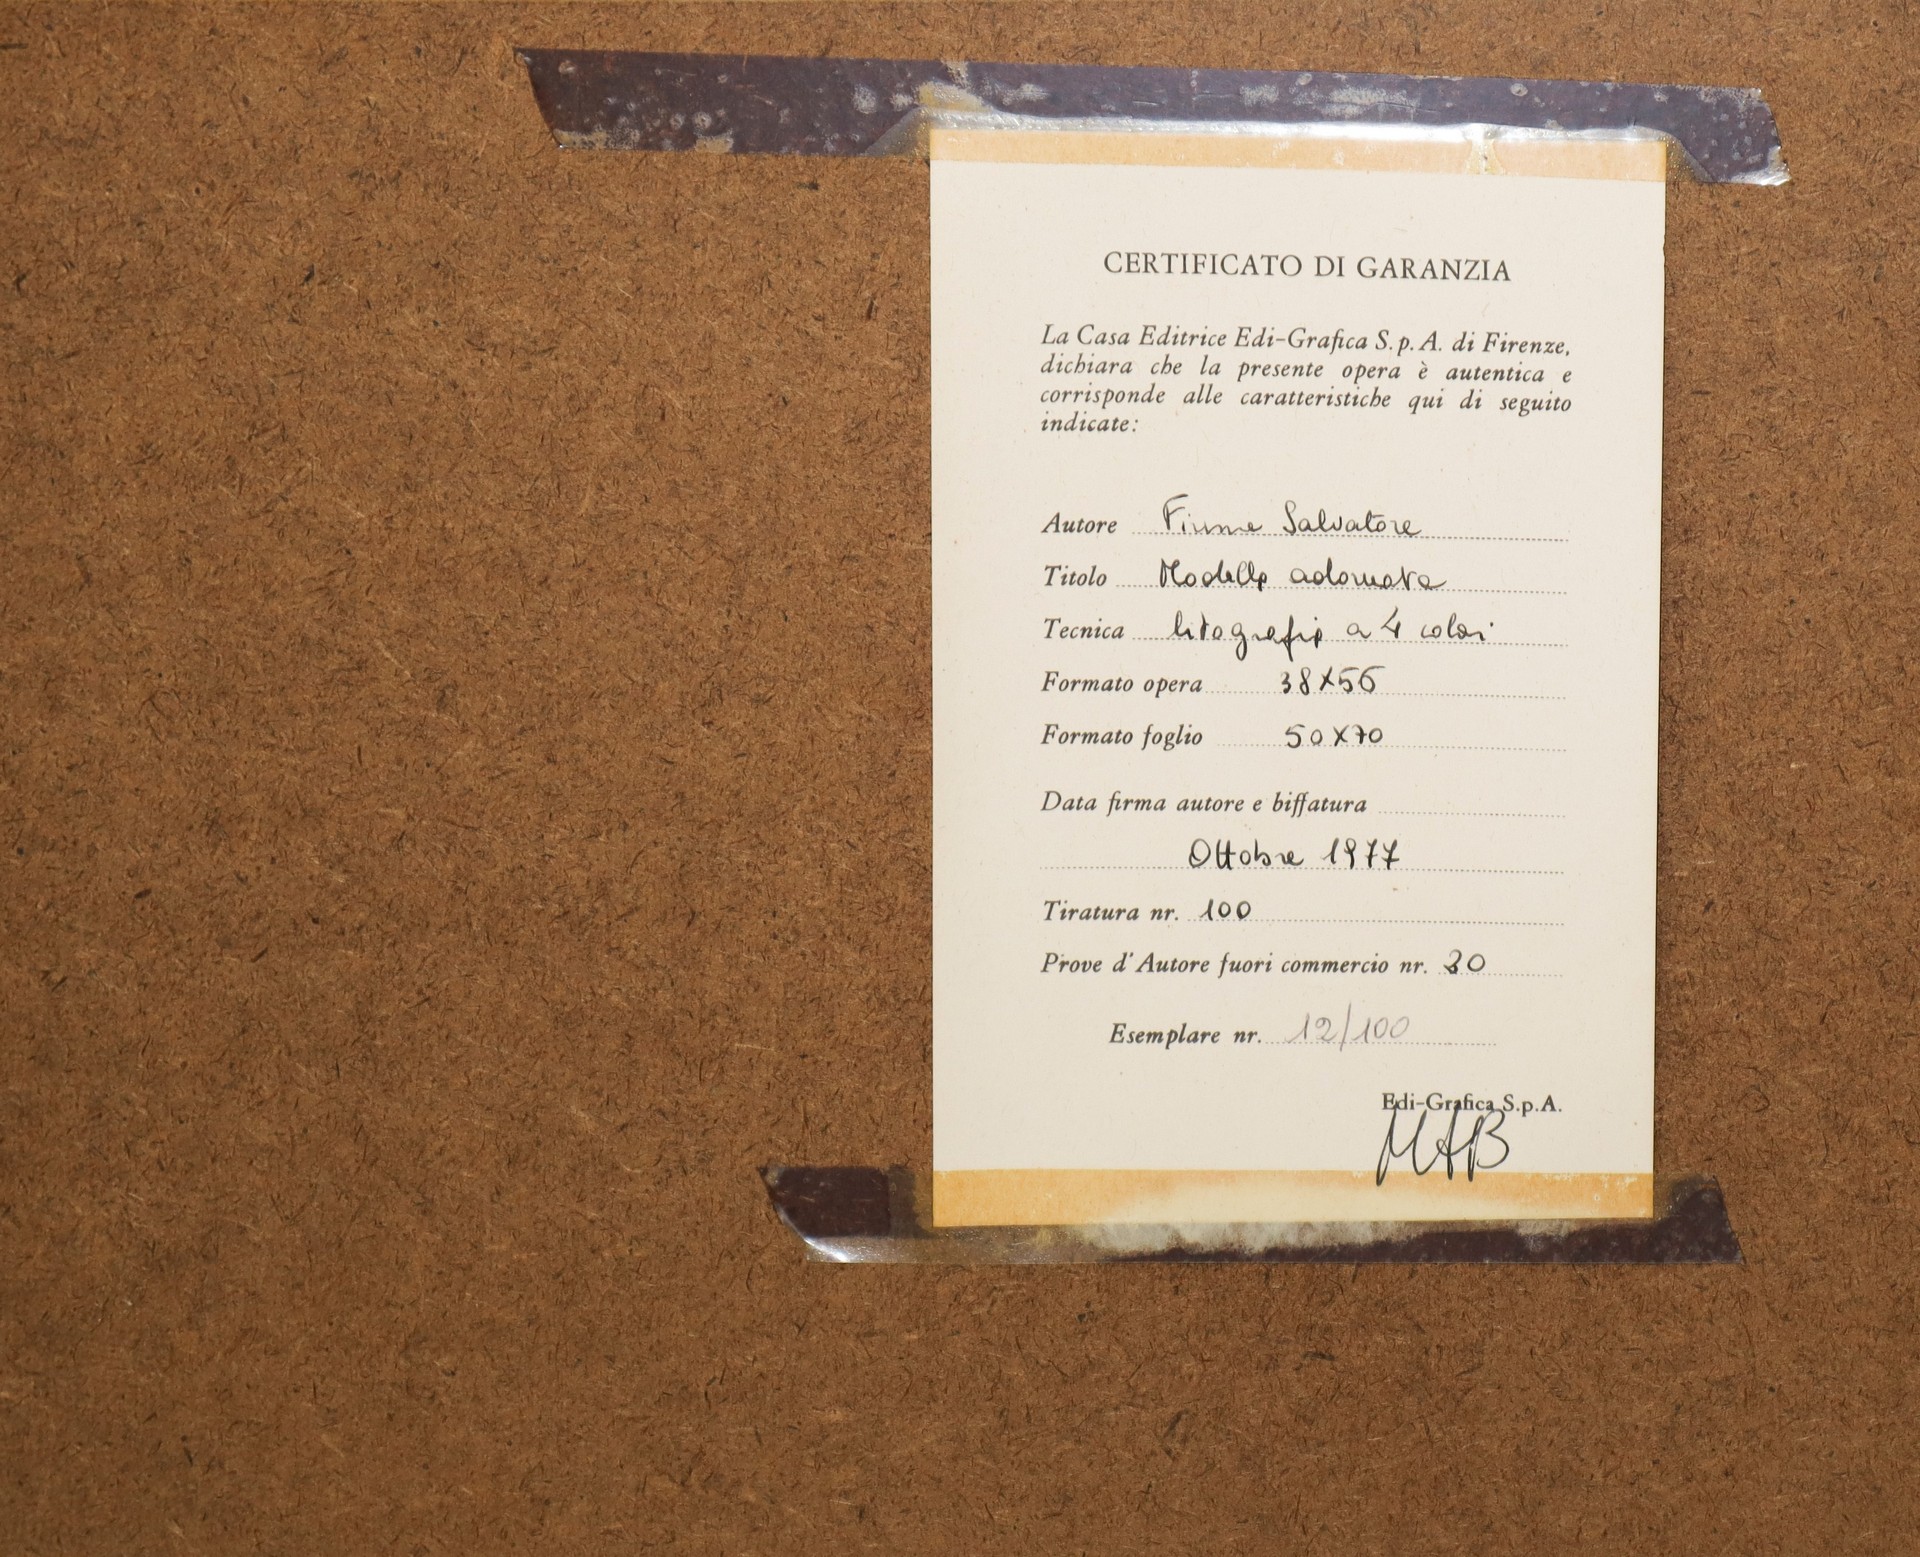 CERTIFICATO DI GARANZIA
La Casa Editrice Edi-Grafica S.p.A. di Firenze,
dichiara che la presente opera è autentica e
corrisponde alle caratteristiche qui di seguito
indicate:
Autore Fiume Salvatore
Titolo Modella adornata
Tecnica litografia a 4 colori
Formato opera 38X56
Formato foglio 50X70
Data firma autore e biffatura
Ottobre 1977
Tiratura nr. 100
Prove d'Autore fuori commercio nr. 30
Esemplare nr. 12/100
Edi-Grafica S.p.A.